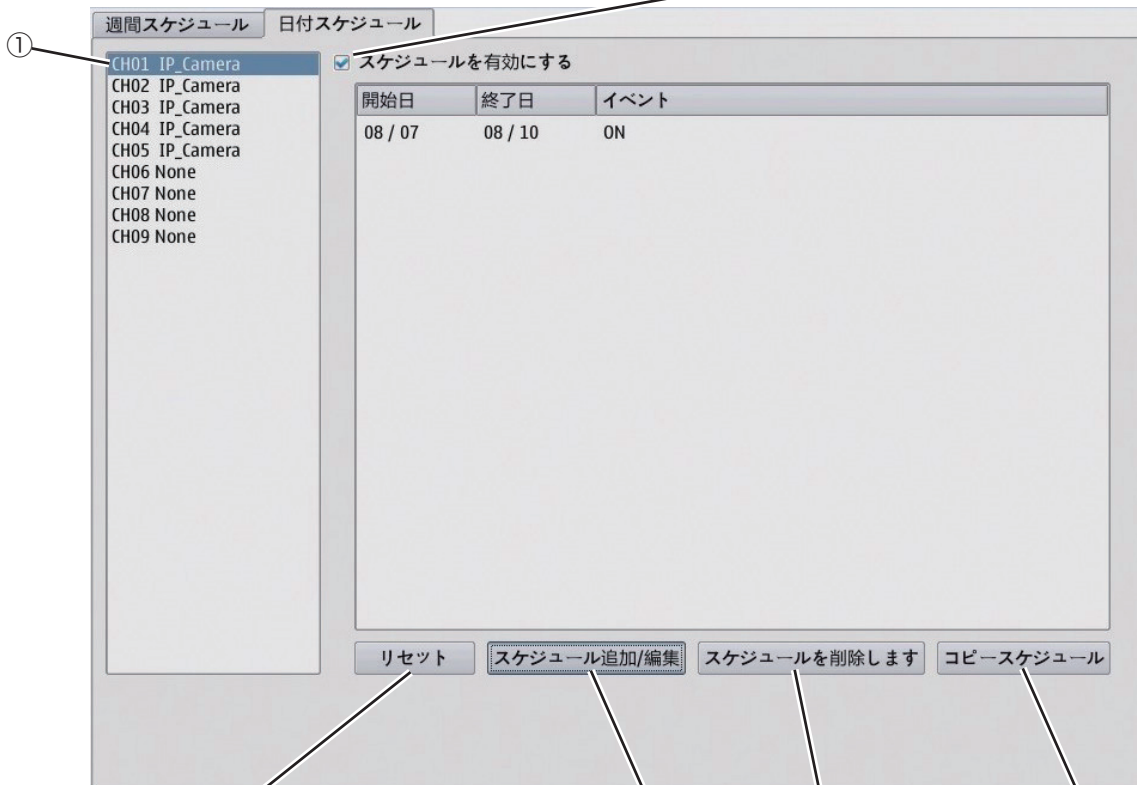 週間スケジュール 日付スケジュール
①
CH01 IP_Camera
CH02 IP_Camera
CH03 IP_Camera
CH04 IP_Camera
CH05 IP_Camera
CH06 None
CH07 None
CH08 None
CH09 None
スケジュールを有効にする
開始日 終了日 イベント
08 / 07 08 / 10 ON
リセット スケジュール追加/編集 スケジュールを削除します コピースケジュール